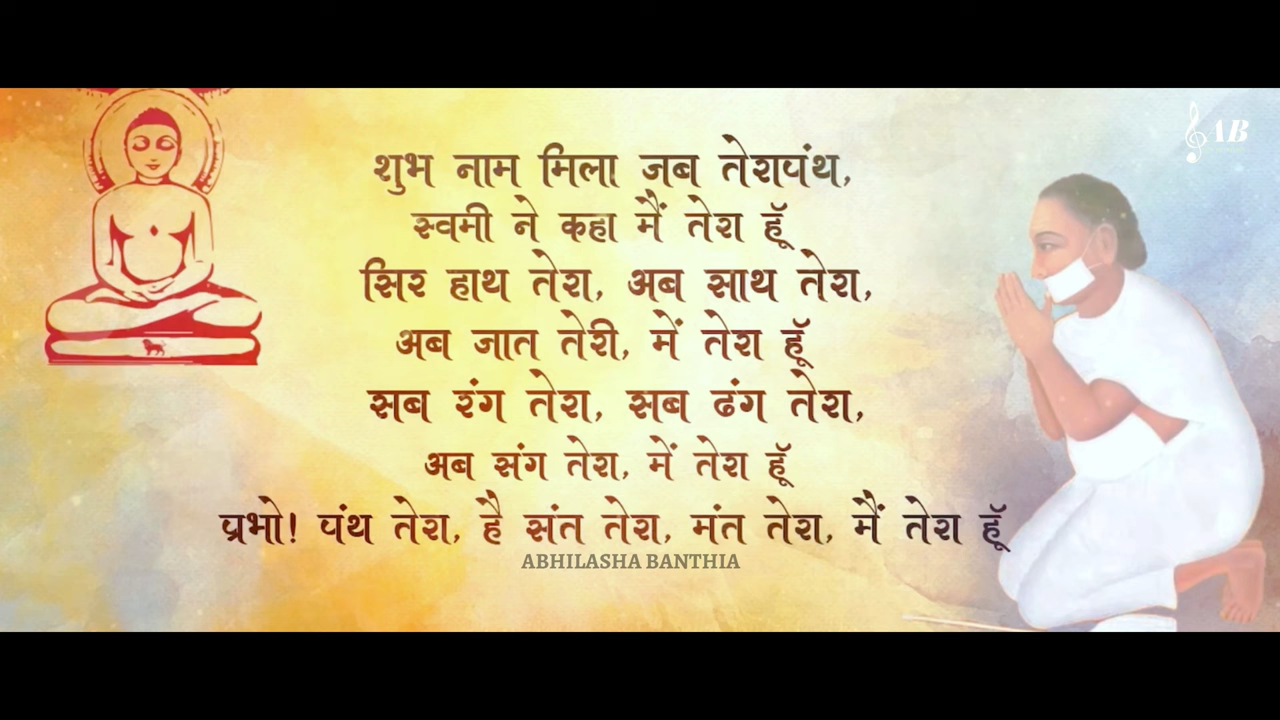 शुभ नाम मिला जब तेरापंथ,
स्वमी ने कहा मैं तेरा हूॅ
सिर हाथ तेरा, अब साथ तेरा,
अब जात तेरी, में तेरा हूॅ
सब रंग तेरा, सब ढंग तेरा,
अब संग तेरा, में तेरा हूॅ
प्रभो! पंथ तेरा, है संत तेरा, मंत तेरा, मैं तेरा हूॅ
ABHILASHA BANTHIA
AB